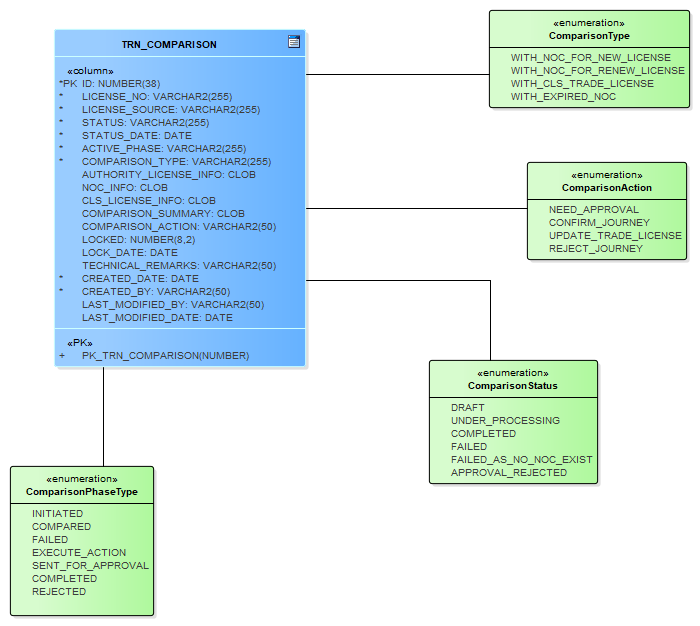 TRN_COMPARISON
«column»
*PK ID: NUMBER(38)
* LICENSE_NO: VARCHAR2(255)
* LICENSE_SOURCE: VARCHAR2(255)
* STATUS: VARCHAR2(255)
* STATUS_DATE: DATE
* ACTIVE_PHASE: VARCHAR2(255)
* COMPARISON_TYPE: VARCHAR2(255)
AUTHORITY_LICENSE_INFO: CLOB
NOC_INFO: CLOB
CLS_LICENSE_INFO: CLOB
COMPARISON_SUMMARY: CLOB
COMPARISON_ACTION: VARCHAR2(50)
LOCKED: NUMBER(8,2)
LOCK_DATE: DATE
TECHNICAL_REMARKS: VARCHAR2(50)
* CREATED_DATE: DATE
* CREATED_BY: VARCHAR2(50)
LAST_MODIFIED_BY: VARCHAR2(50)
LAST_MODIFIED_DATE: DATE
«PK»
+ PK_TRN_COMPARISON(NUMBER)
«enumeration»
ComparisonType
WITH_NOC_FOR_NEW_LICENSE
WITH_NOC_FOR_RENEW_LICENSE
WITH_CLS_TRADE_LICENSE
WITH_EXPIRED_NOC
«enumeration»
ComparisonAction
NEED_APPROVAL
CONFIRM_JOURNEY
UPDATE_TRADE_LICENSE
REJECT_JOURNEY
«enumeration»
ComparisonStatus
DRAFT
UNDER_PROCESSING
COMPLETED
FAILED
FAILED_AS_NO_NOC_EXIST
APPROVAL_REJECTED
«enumeration»
ComparisonPhaseType
INITIATED
COMPARED
FAILED
EXECUTE_ACTION
SENT_FOR_APPROVAL
COMPLETED
REJECTED